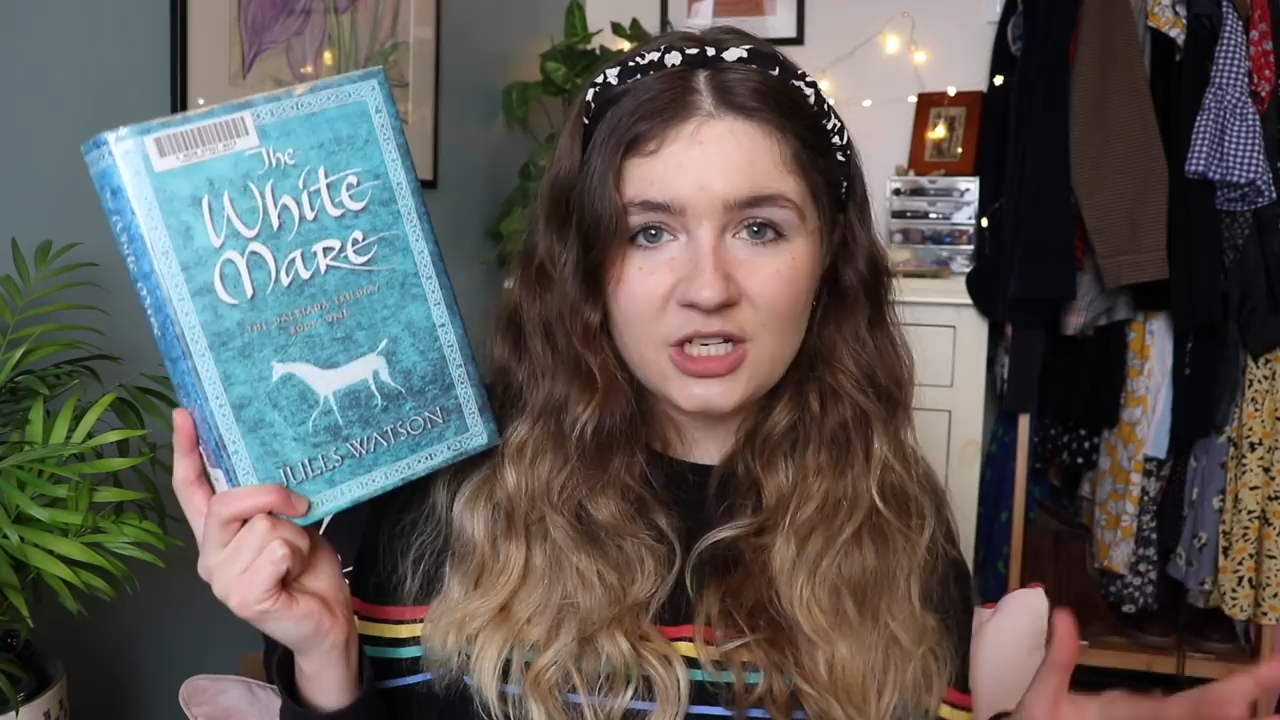 The
White
Mare
THE DALRIADA TRILOGY
BOOK ONE
JULES WATSON